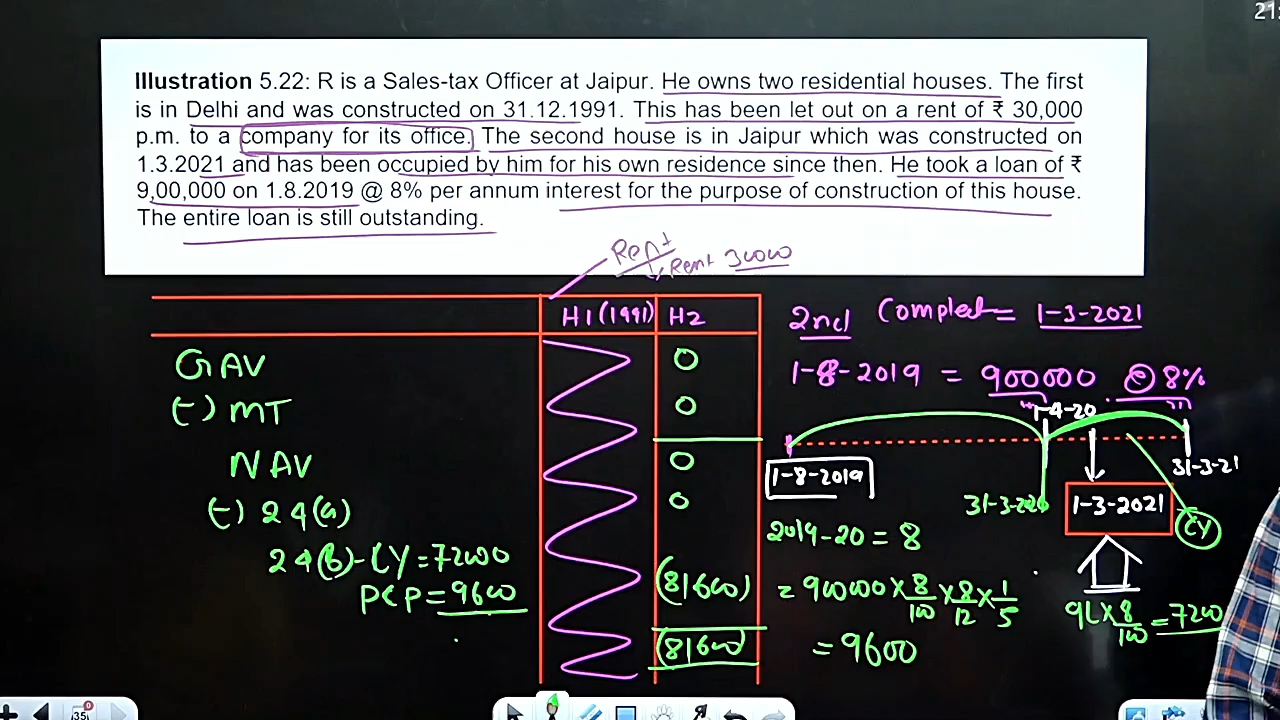 21
Illustration 5.22: R is a Sales-tax Officer at Jaipur. He owns two residential houses. The first
is in Delhi and was constructed on 31.12.1991. This has been let out on a rent of ₹ 30,000
p.m. to a company for its office. The second house is in Jaipur which was constructed on
1.3.2021 and has been occupied by him for his own residence since then. He took a loan of ₹
9,00,000 on 1.8.2019 @ 8% per annum interest for the purpose of construction of this house.
The entire loan is still outstanding.
Rent
Rent 30000
H1(1991) H2
GAV 0
(-) MT 0
NAV 0
(-) 24(a) 0
24(b)-CY = 72000
PCP = 9600 (81600)
(81600)
2nd Complet = 1-3-2021
1-8-2019 = 900000 @ 8%
1-4-20
1-8-2019
31-3-21
31-3-2020
1-3-2021
CY
2019-20 = 8
= 900000 × 8/100 × 8/12 × 1/5
= 9600
9L × 8/100 = 7200
35